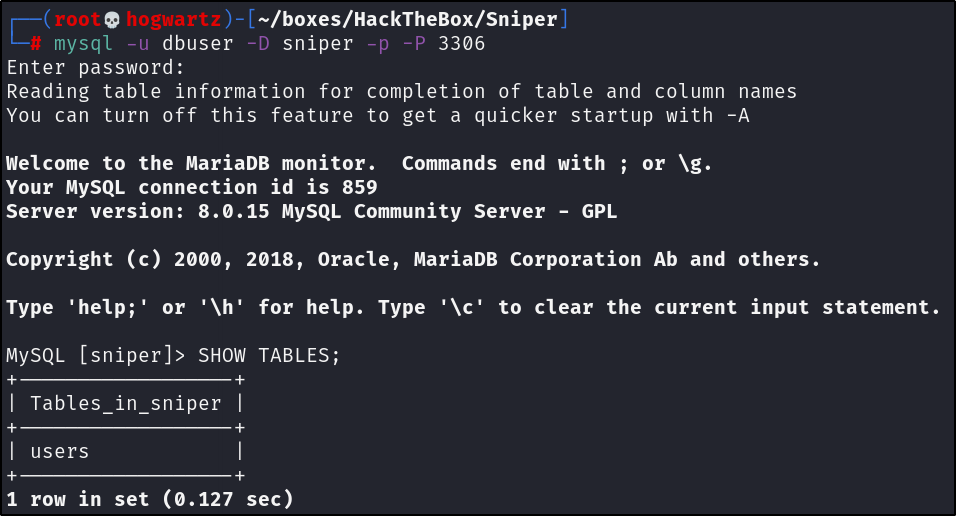 ┌──(root💀hogwartz)-[~/boxes/HackTheBox/Sniper]
└─# mysql -u dbuser -D sniper -p -P 3306
Enter password:
Reading table information for completion of table and column names
You can turn off this feature to get a quicker startup with -A
Welcome to the MariaDB monitor.  Commands end with ; or \g.
Your MySQL connection id is 859
Server version: 8.0.15 MySQL Community Server - GPL
Copyright (c) 2000, 2018, Oracle, MariaDB Corporation Ab and others.
Type 'help;' or '\h' for help. Type '\c' to clear the current input statement.
MySQL [sniper]> SHOW TABLES;
+------------------+
| Tables_in_sniper |
+------------------+
| users            |
+------------------+
1 row in set (0.127 sec)